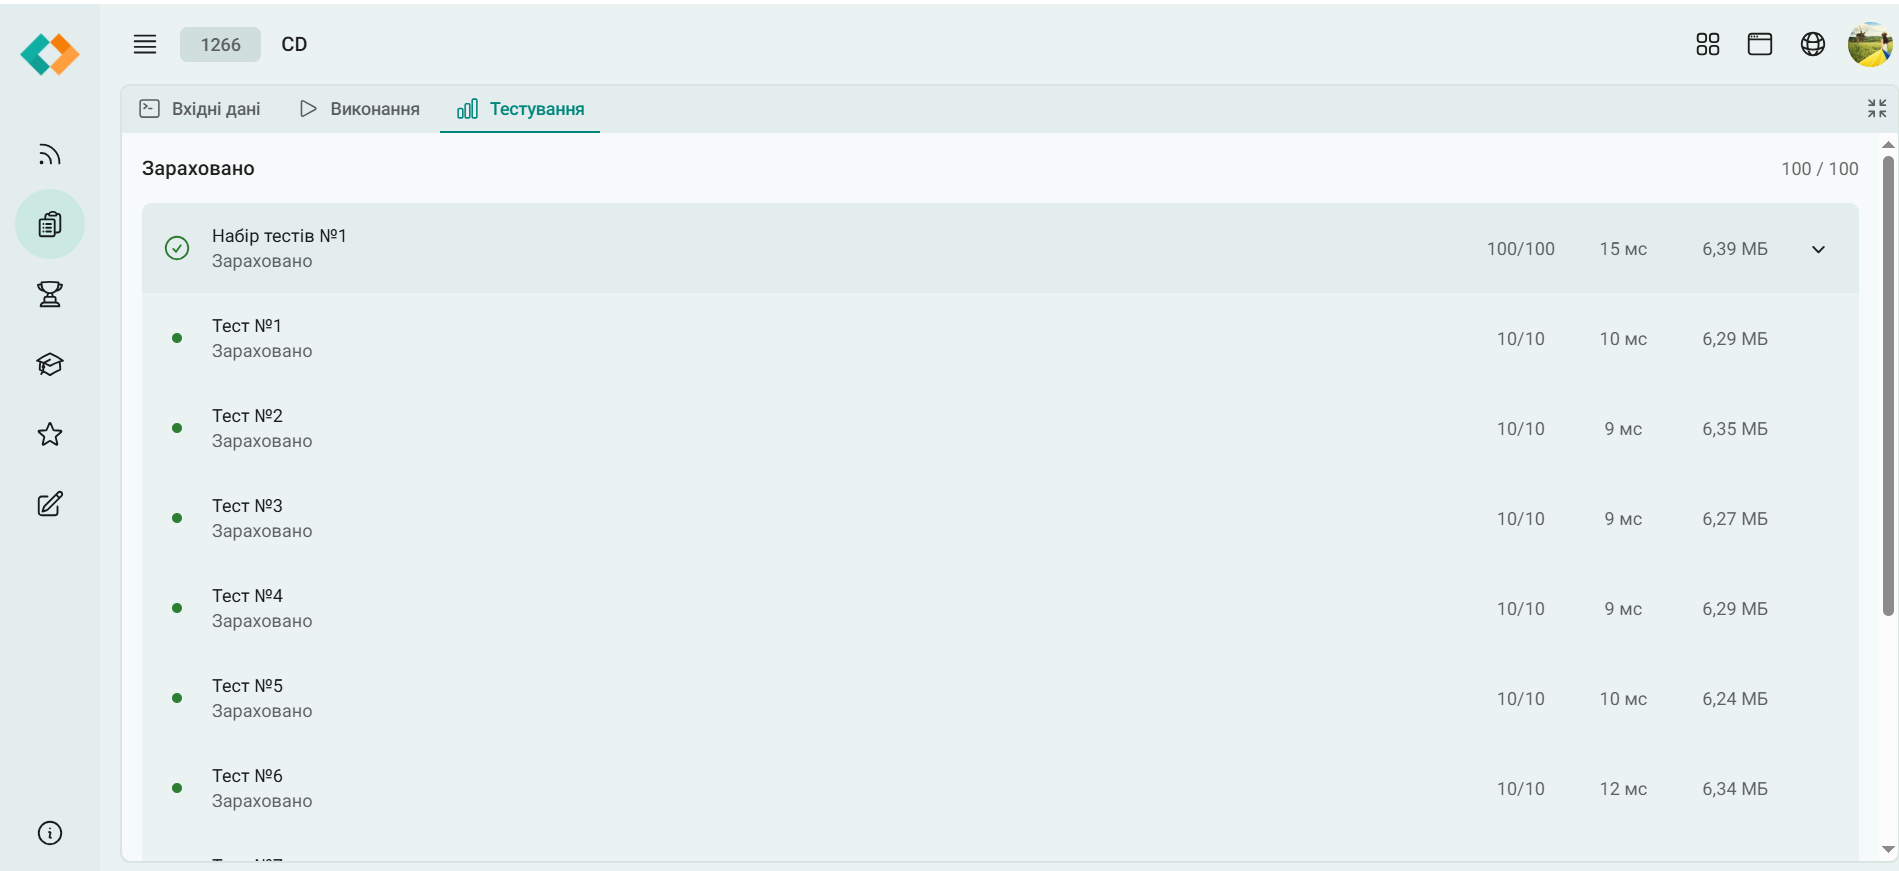 1266 CD
Вхідні дані Виконання Тестування
Зараховано 100 / 100
Набір тестів №1
Зараховано
100/100 15 мс 6,39 МБ
Тест №1
Зараховано
10/10 10 мс 6,29 МБ
Тест №2
Зараховано
10/10 9 мс 6,35 МБ
Тест №3
Зараховано
10/10 9 мс 6,27 МБ
Тест №4
Зараховано
10/10 9 мс 6,29 МБ
Тест №5
Зараховано
10/10 10 мс 6,24 МБ
Тест №6
Зараховано
10/10 12 мс 6,34 МБ